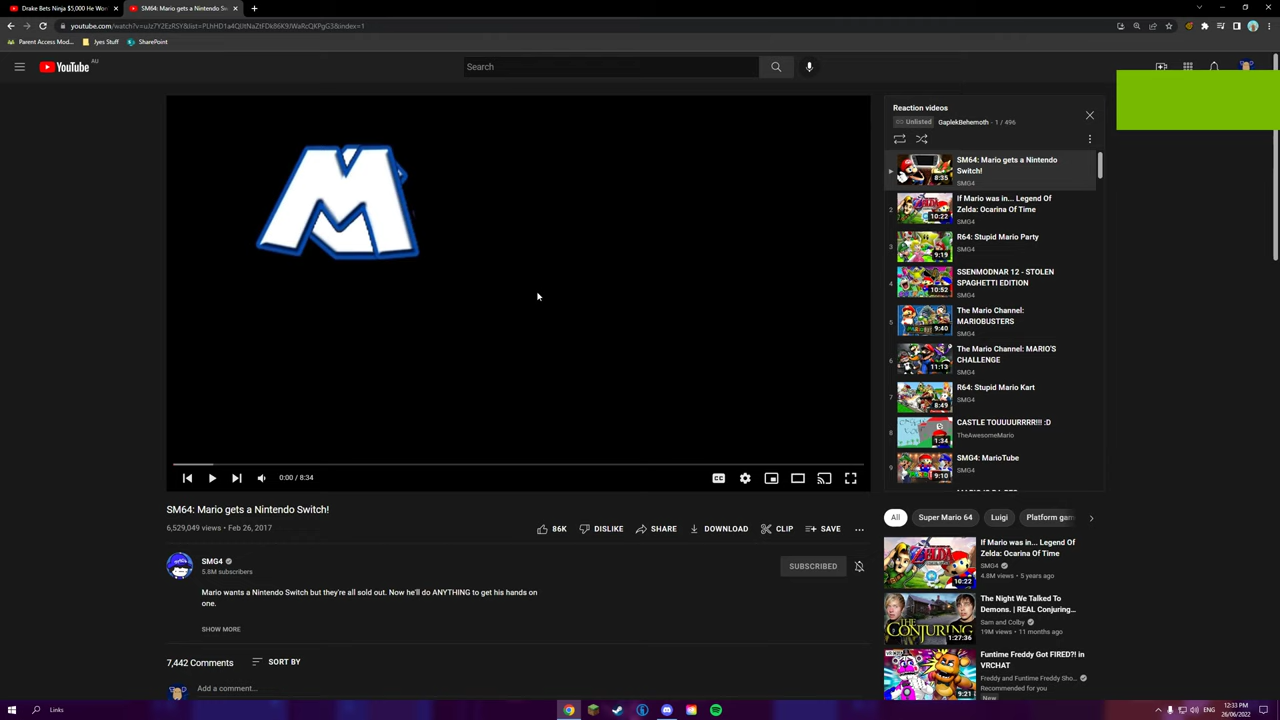 Drake Bets Ninja $5,000 He Won
SM64: Mario gets a Nintendo Sw
Parent Access Mod...
Jyes Stuff
SharePoint
YouTube AU
Search
M
Reaction videos
Unlisted
GaplekBehemoth - 1 / 496
SM64: Mario gets a Nintendo
Switch!
SMG4
8:35
2
If Mario was in... Legend Of
Zelda: Ocarina Of Time
SMG4
10:22
3
R64: Stupid Mario Party
SMG4
9:19
4
SSENMODNAR 12 - STOLEN
SPAGHETTI EDITION
SMG4
10:52
5
The Mario Channel:
MARIOBUSTERS
SMG4
9:40
6
The Mario Channel: MARIO'S
CHALLENGE
SMG4
11:13
7
R64: Stupid Mario Kart
SMG4
8:49
8
CASTLE TOUUUURRRR!!! :D
TheAwesomeMario
1:34
9
SMG4: MarioTube
SMG4
9:10
0:00 / 8:34
SM64: Mario gets a Nintendo Switch!
6,529,049 views • Feb 26, 2017
86K
DISLIKE
SHARE
DOWNLOAD
CLIP
SAVE
SMG4
5.8M subscribers
SUBSCRIBED
Mario wants a Nintendo Switch but they're all sold out. Now he'll do ANYTHING to get his hands on
one.
SHOW MORE
7,442 Comments
SORT BY
Add a comment...
All
Super Mario 64
Luigi
Platform gam
If Mario was in... Legend Of
Zelda: Ocarina Of Time
SMG4
4.8M views • 5 years ago
10:22
The Night We Talked To
Demons. | REAL Conjuring...
Sam and Colby
19M views • 11 months ago
THE
CONJURING
1:27:36
Funtime Freddy Got FIRED?! in
VRCHAT
Freddy and Funtime Freddy Sho...
Recommended for you
New
9:21
Links
ENG
12:33 PM
26/06/2022